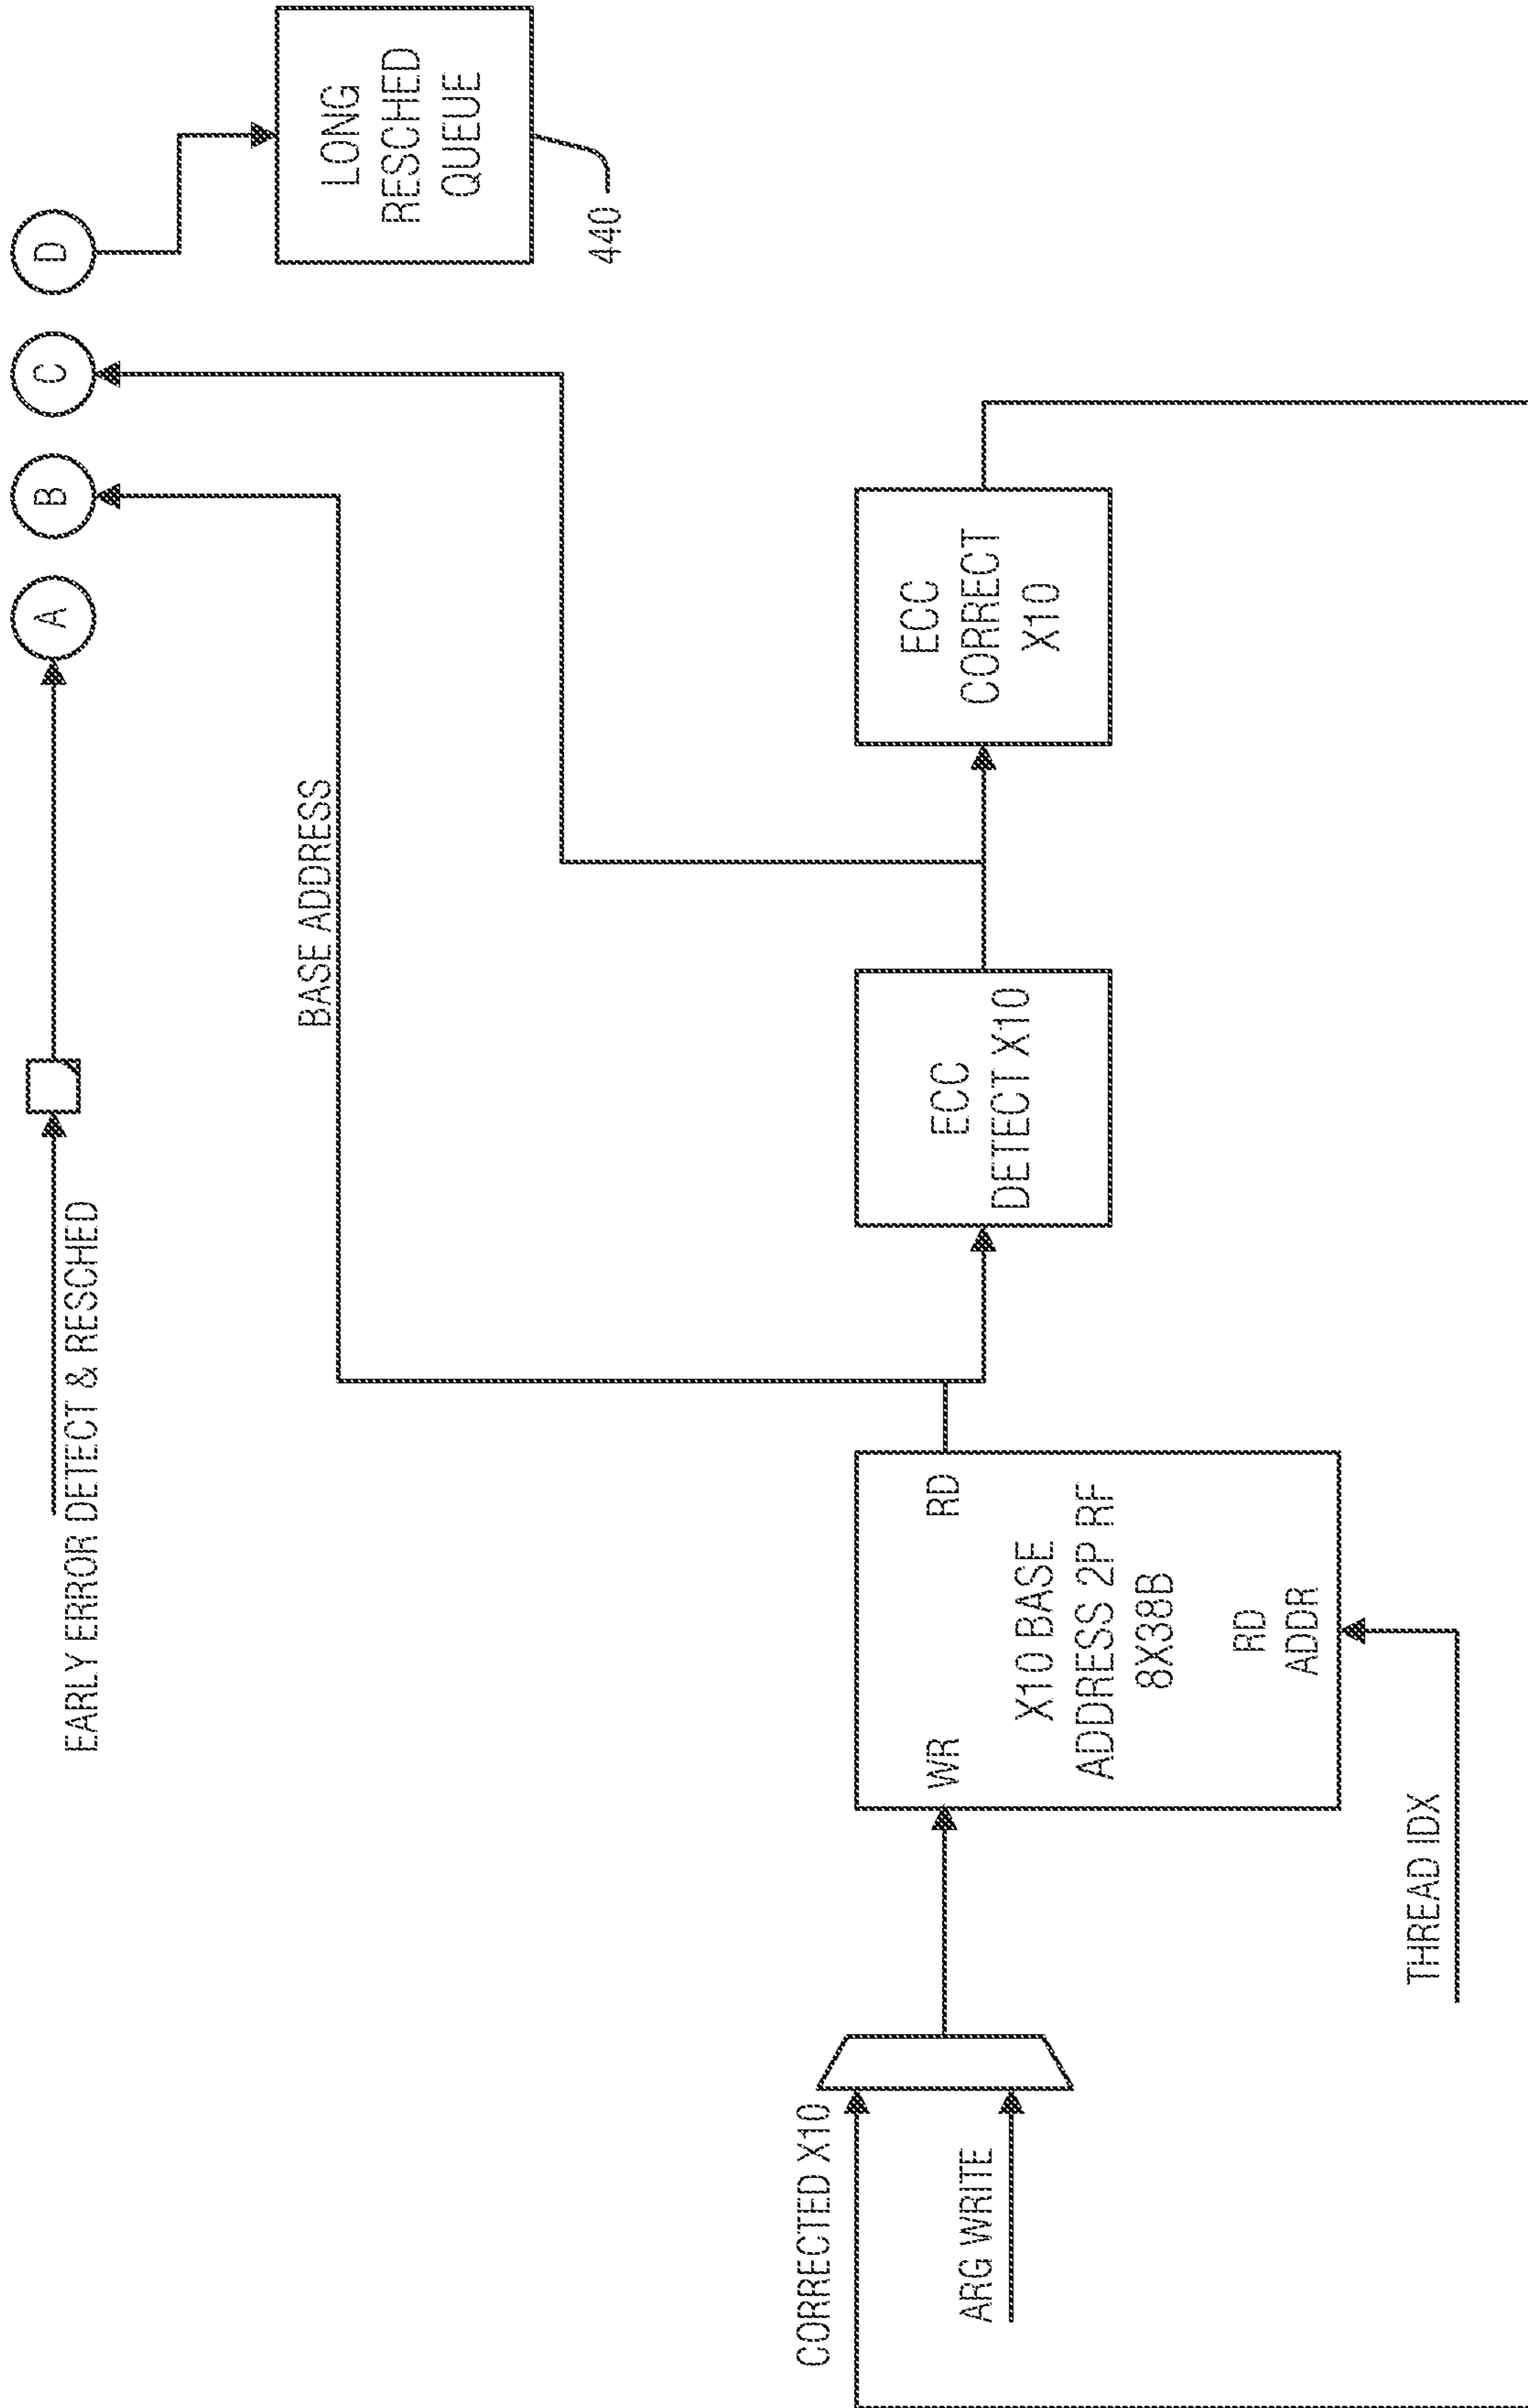 EARLY ERROR DETECT & RESCHED
A
B
C
D
BASE ADDRESS
LONG
RESCHED
QUEUE
440
CORRECTED X10
ARG WRITE
WR
RD
X10 BASE
ADDRESS 2P RF
8X38B
RD
ADDR
THREAD IDX
ECC
DETECT X10
ECC
CORRECT
X10